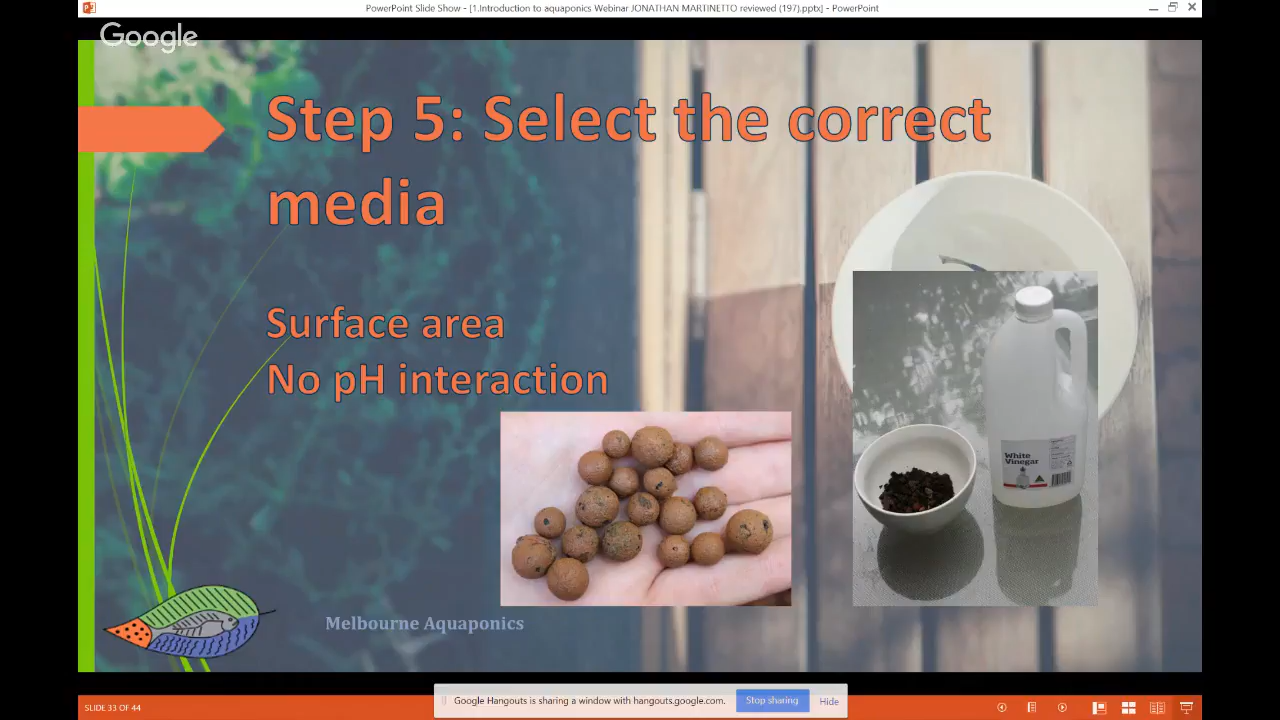 PowerPoint Slide Show - [1.Introduction to aquaponics Webinar JONATHAN MARTINETTO reviewed (197).pptx] - PowerPoint
Google
Step 5: Select the correct
media
Surface area
No pH interaction
White
Vinegar
Melbourne Aquaponics
Google Hangouts is sharing a window with hangouts.google.com.
Stop sharing
Hide
SLIDE 33 OF 44